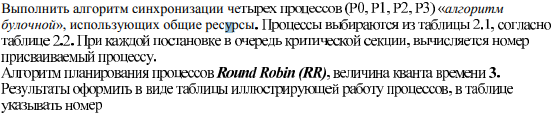 Выполнить алгоритм синхронизации четырех процессов (P0, P1, P2, P3) «алгоритм
булочной», использующих общие ресурсы. Процессы выбираются из таблицы 2.1, согласно
таблице 2.2. При каждой постановке в очередь критической секции, вычисляется номер
присваиваемый процессу.
Алгоритм планирования процессов Round Robin (RR), величина кванта времени 3.
Результаты оформить в виде таблицы иллюстрирующей работу процессов, в таблице
указывать номер